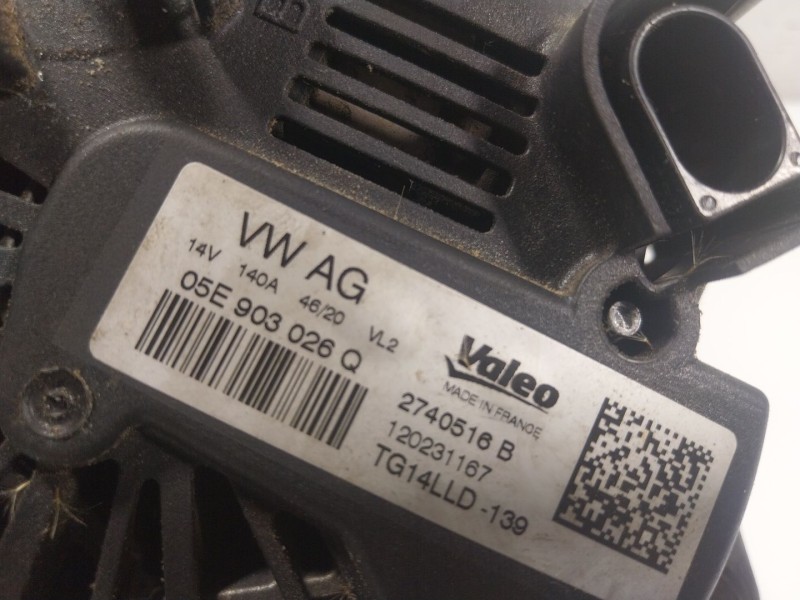 B
VW AG
14V 140A 46/20 VL2
05E 903 026 Q
Valeo
MADE IN FRANCE
2740516 B
120231167
TG14LLD -139